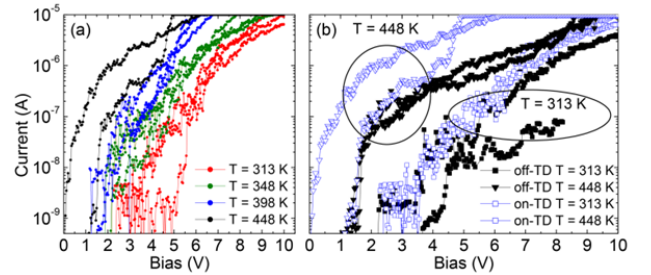 (a)
(b)
T = 448 K
T = 313 K
Current (A)
10⁻⁵
10⁻⁶
10⁻⁷
10⁻⁸
10⁻⁹
T = 313 K
T = 348 K
T = 398 K
T = 448 K
off-TD T = 313 K
off-TD T = 448 K
on-TD T = 313 K
on-TD T = 448 K
0 1 2 3 4 5 6 7 8 9 10
0 1 2 3 4 5 6 7 8 9 10
Bias (V)
Bias (V)